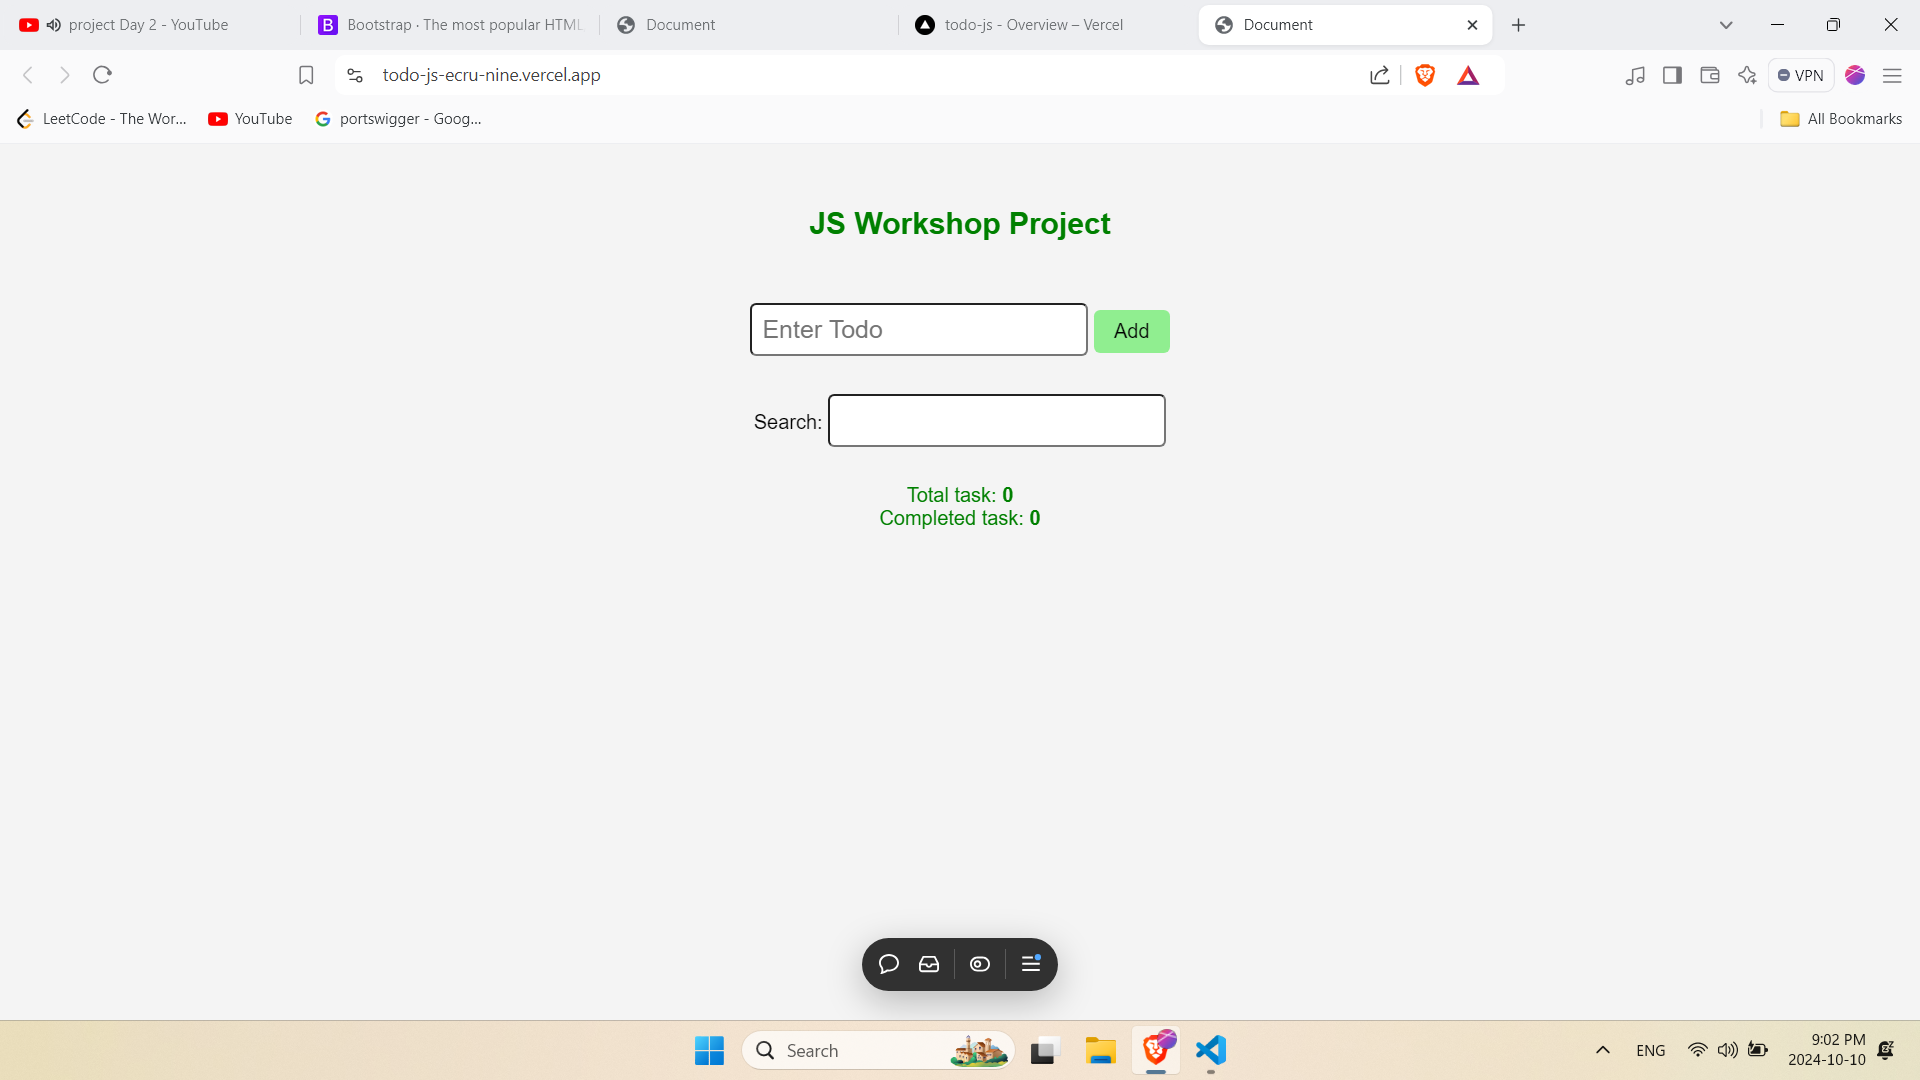 project Day 2 - YouTube
Bootstrap · The most popular HTML
Document
todo-js - Overview – Vercel
Document
todo-js-ecru-nine.vercel.app
VPN
LeetCode - The Wor...
YouTube
portswigger - Goog...
All Bookmarks
JS Workshop Project
Enter Todo
Add
Search:
Total task: 0
Completed task: 0
Search
ENG
9:02 PM
2024-10-10